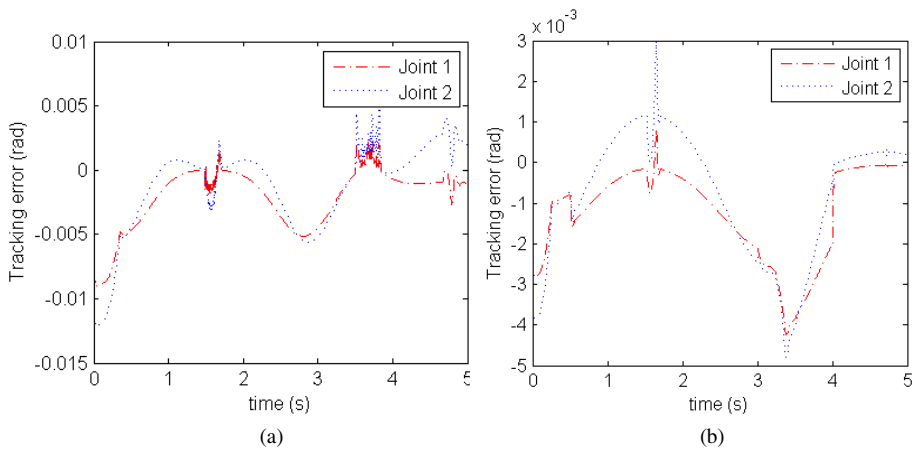 0.01
0.005
0
-0.005
-0.01
-0.015
Tracking error (rad)
Joint 1
Joint 2
0 1 2 3 4 5
time (s)
(a)
x 10-3
3
2
1
0
-1
-2
-3
-4
-5
Tracking error (rad)
Joint 1
Joint 2
0 1 2 3 4 5
time (s)
(b)